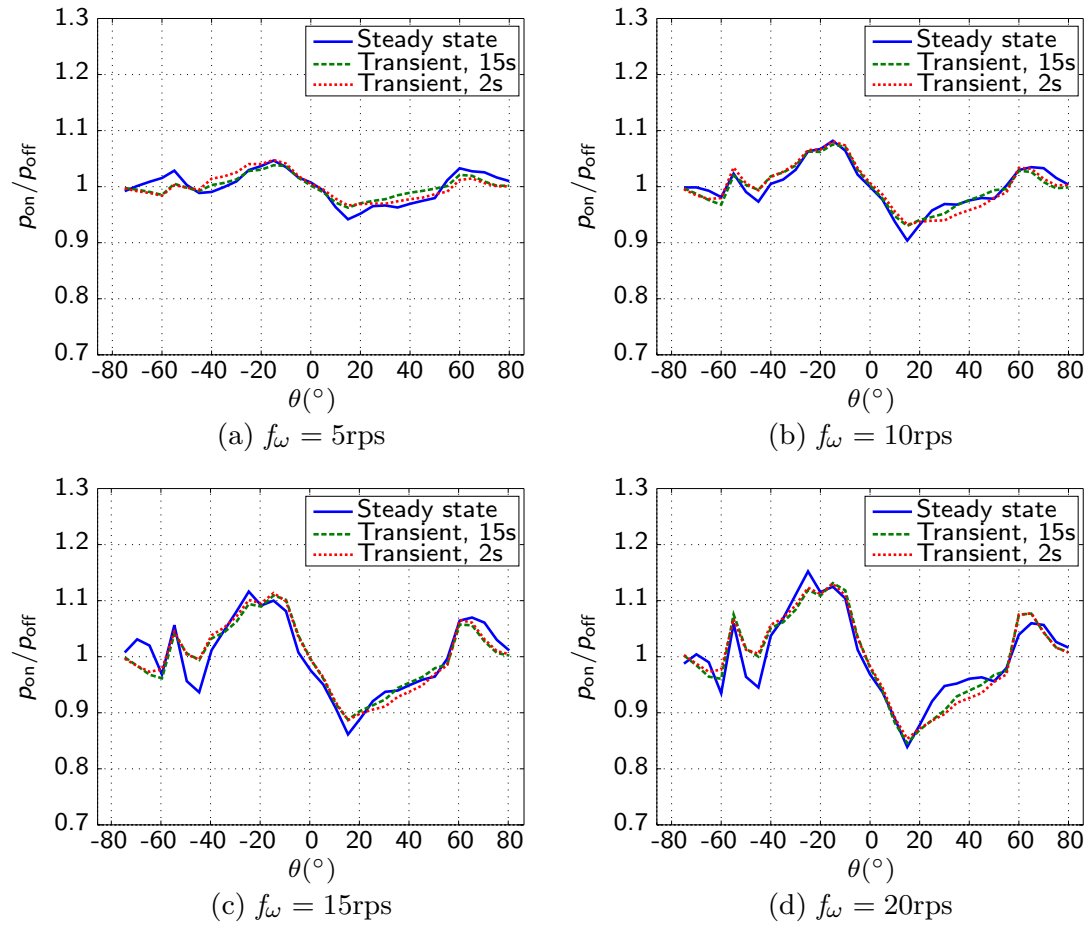 1.3
1.2
1.1
1
0.9
0.8
0.7
p_on/p_off
Steady state
Transient, 15s
Transient, 2s
-80 -60 -40 -20 0 20 40 60 80
θ(°)
(a) f_ω = 5rps
1.3
1.2
1.1
1
0.9
0.8
0.7
p_on/p_off
Steady state
Transient, 15s
Transient, 2s
-80 -60 -40 -20 0 20 40 60 80
θ(°)
(b) f_ω = 10rps
1.3
1.2
1.1
1
0.9
0.8
0.7
p_on/p_off
Steady state
Transient, 15s
Transient, 2s
-80 -60 -40 -20 0 20 40 60 80
θ(°)
(c) f_ω = 15rps
1.3
1.2
1.1
1
0.9
0.8
0.7
p_on/p_off
Steady state
Transient, 15s
Transient, 2s
-80 -60 -40 -20 0 20 40 60 80
θ(°)
(d) f_ω = 20rps